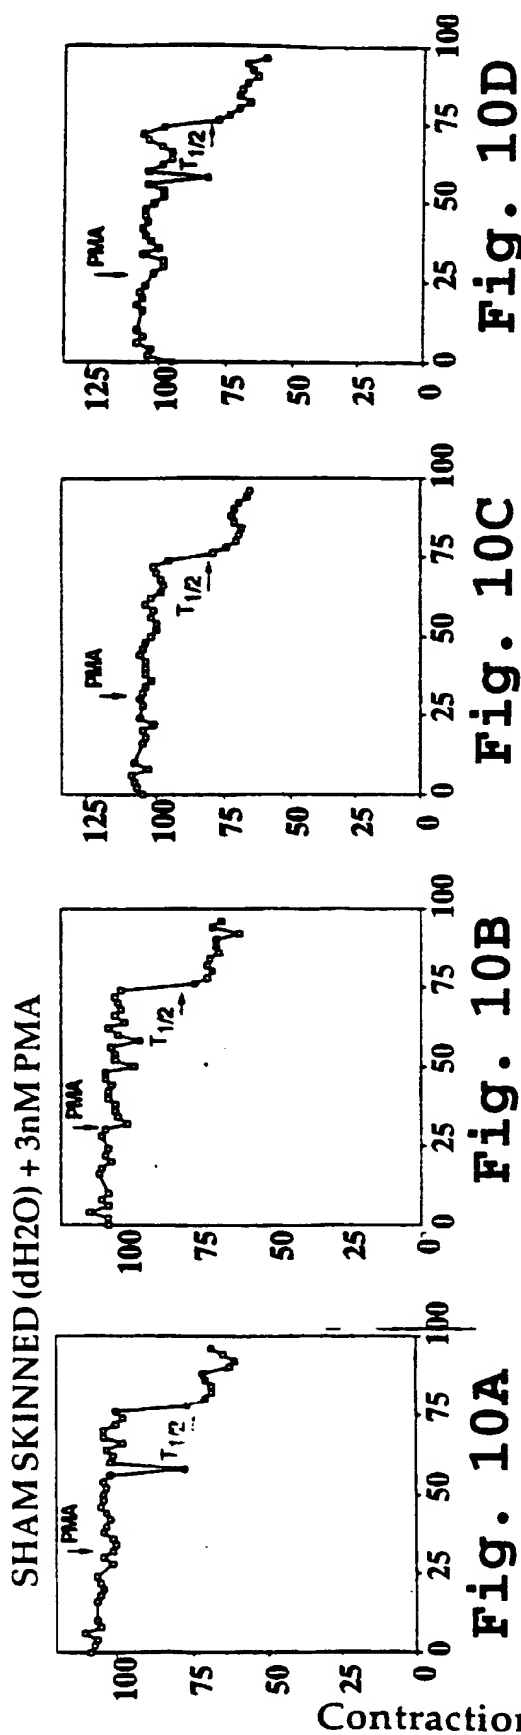 SHAM SKINNED (dH2O) + 3nM PMA
100
75
50
25
0
PMA
T1/2
0 25 50 75 100
Fig. 10A
100
75
50
25
0
PMA
T1/2
0 25 50 75 100
Fig. 10B
125
100
75
50
25
0
PMA
T1/2
0 25 50 75 100
Fig. 10C
125
100
75
50
25
0
PMA
T1/2
0 25 50 75 100
Fig. 10D
Contraction